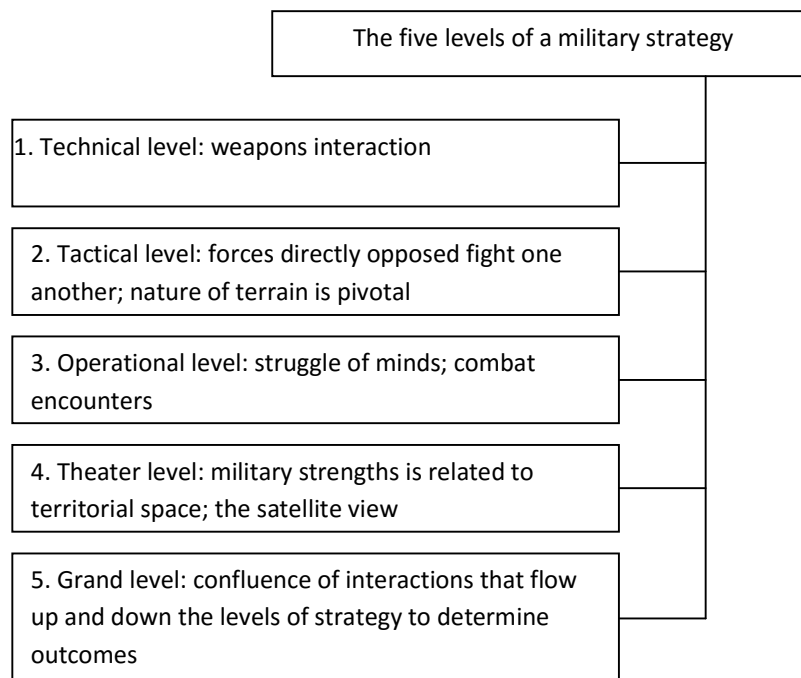 The five levels of a military strategy
1. Technical level: weapons interaction
2. Tactical level: forces directly opposed fight one
another; nature of terrain is pivotal
3. Operational level: struggle of minds; combat
encounters
4. Theater level: military strengths is related to
territorial space; the satellite view
5. Grand level: confluence of interactions that flow
up and down the levels of strategy to determine
outcomes